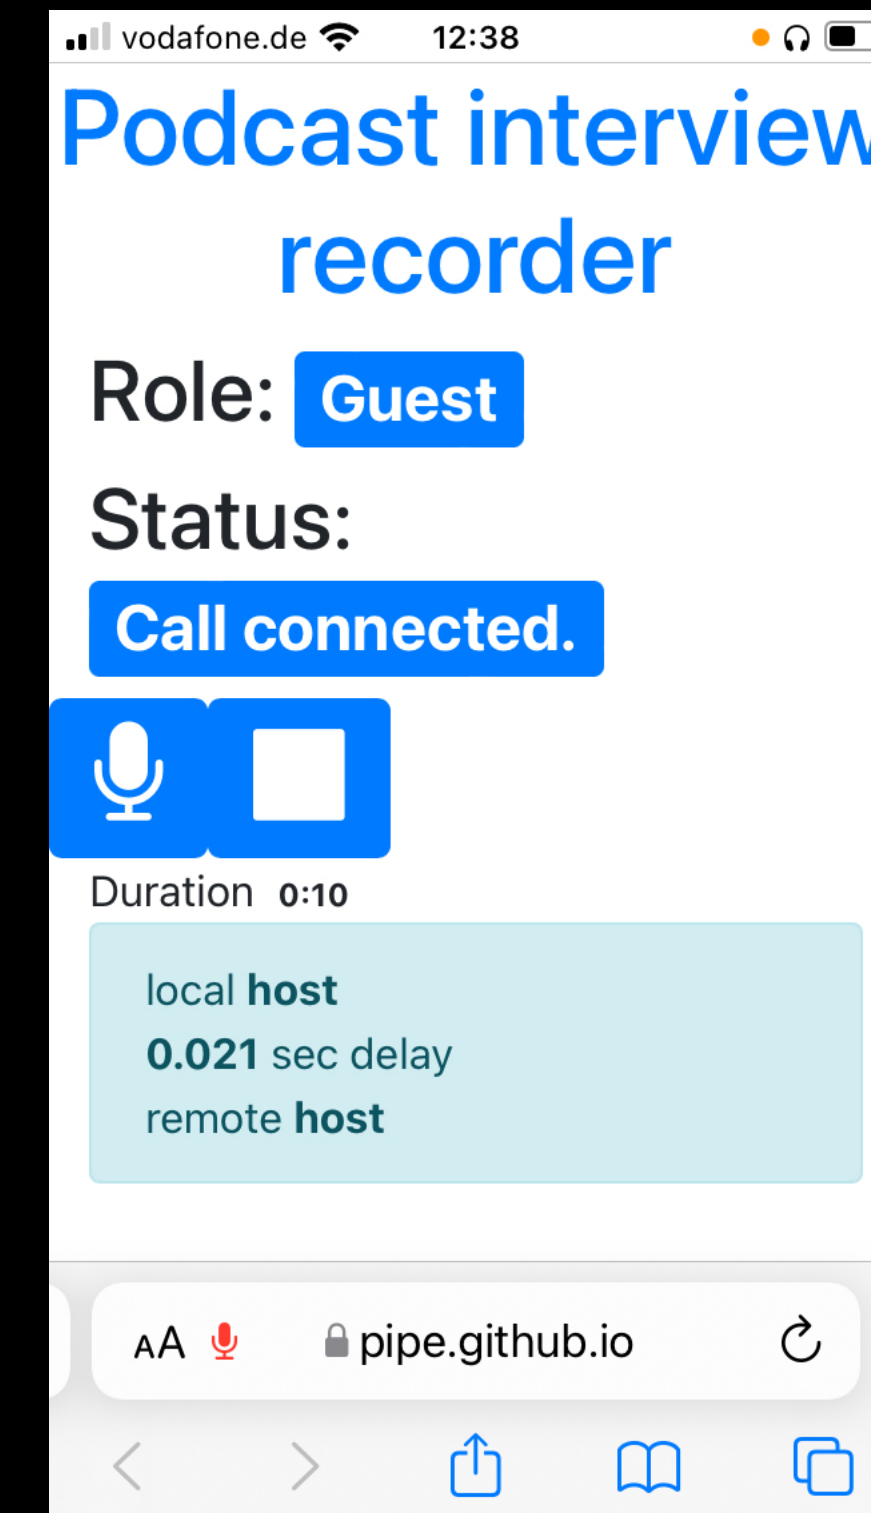 vodafone.de 12:38
Podcast interview
recorder
Role: Guest
Status:
Call connected.
Duration 0:10
local host
0.021 sec delay
remote host
AA pipe.github.io